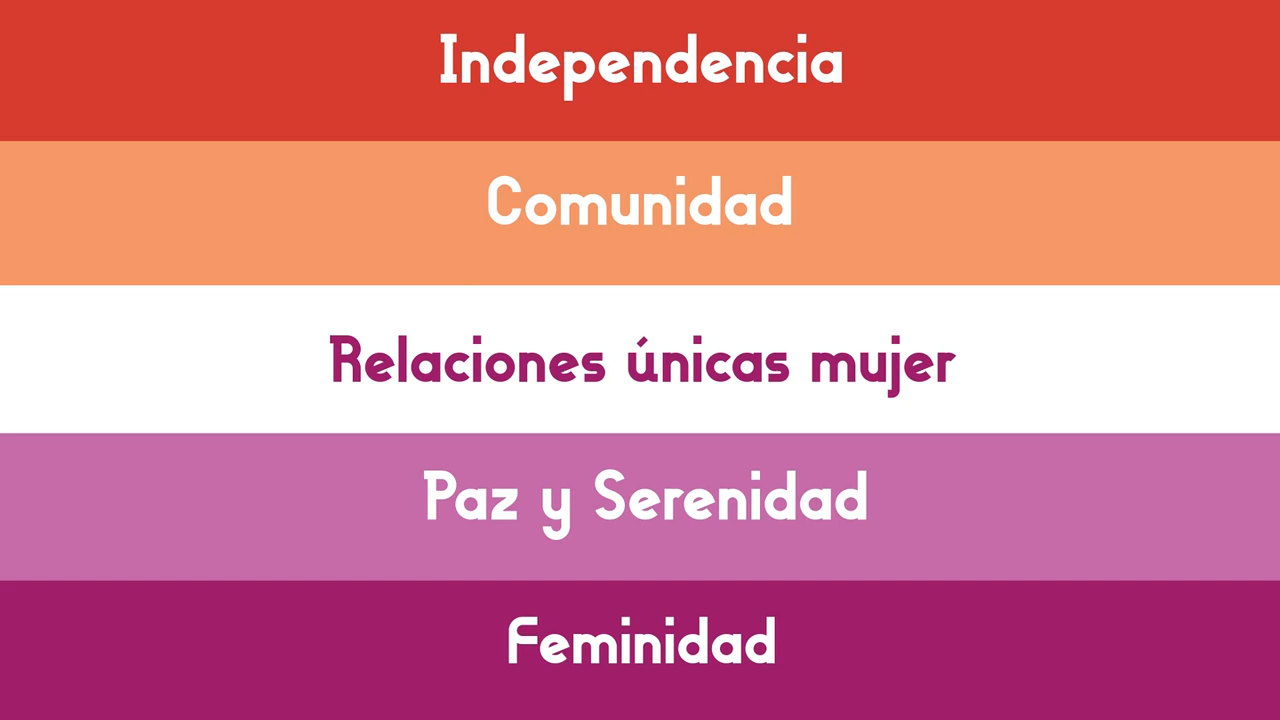 Independencia
Comunidad
Relaciones únicas mujer
Paz y Serenidad
Feminidad